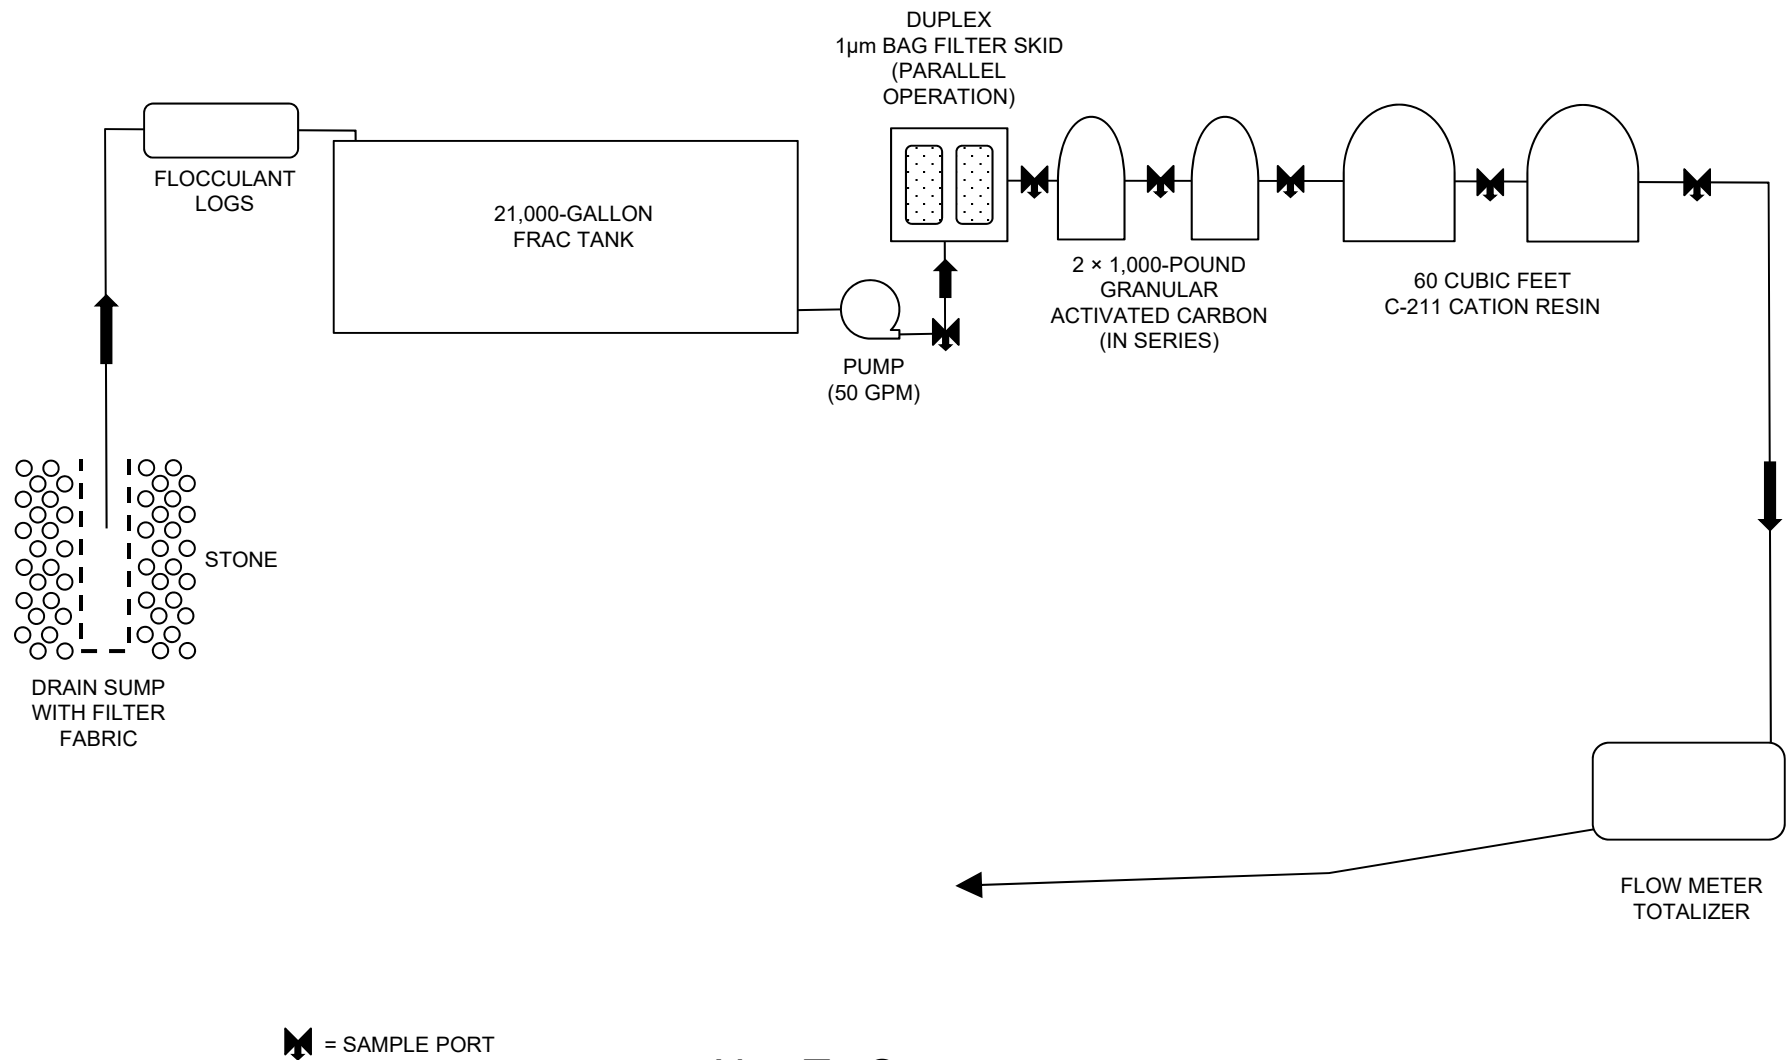 DUPLEX
1µm BAG FILTER SKID
(PARALLEL
OPERATION)
FLOCCULANT
LOGS
21,000-GALLON
FRAC TANK
2 × 1,000-POUND
GRANULAR
ACTIVATED CARBON
(IN SERIES)
60 CUBIC FEET
C-211 CATION RESIN
PUMP
(50 GPM)
STONE
DRAIN SUMP
WITH FILTER
FABRIC
FLOW METER
TOTALIZER
= SAMPLE PORT